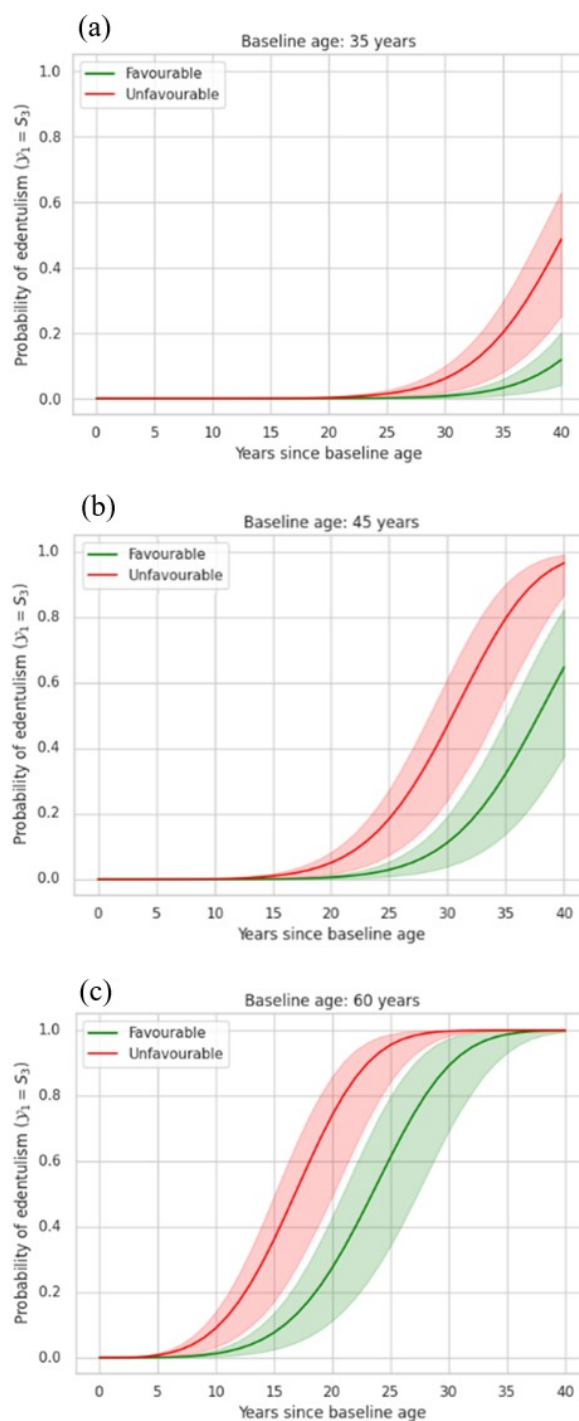 (a)
Baseline age: 35 years
Favourable
Unfavourable
Probability of edentulism (𝒴₁ = S₃)
1.0
0.8
0.6
0.4
0.2
0.0
0 5 10 15 20 25 30 35 40
Years since baseline age
(b)
Baseline age: 45 years
Favourable
Unfavourable
Probability of edentulism (𝒴₁ = S₃)
1.0
0.8
0.6
0.4
0.2
0.0
0 5 10 15 20 25 30 35 40
Years since baseline age
(c)
Baseline age: 60 years
Favourable
Unfavourable
Probability of edentulism (𝒴₁ = S₃)
1.0
0.8
0.6
0.4
0.2
0.0
0 5 10 15 20 25 30 35 40
Years since baseline age